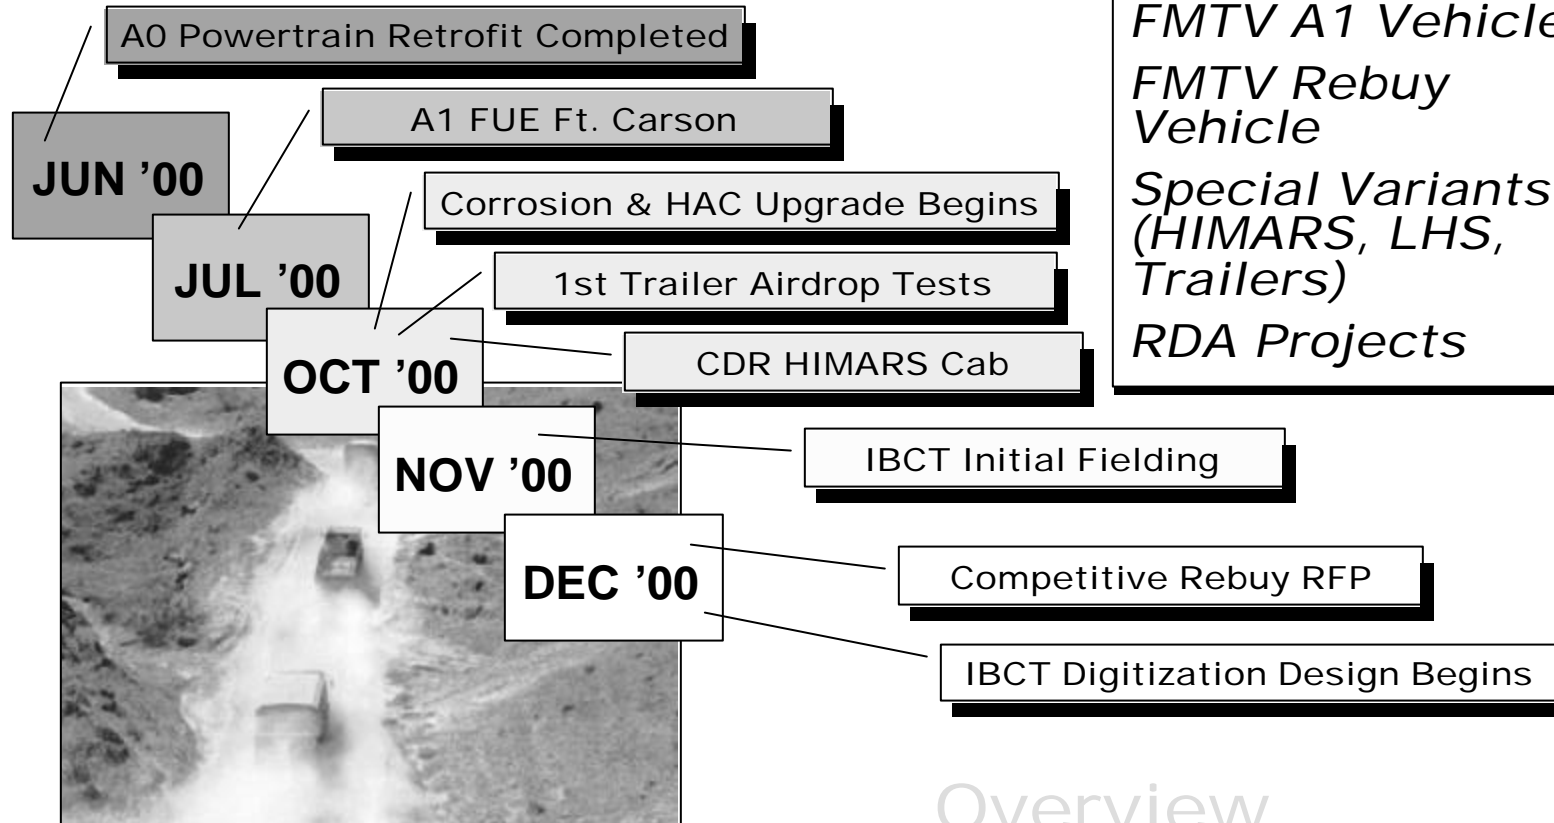 A0 Powertrain Retrofit Completed
JUN ’00
A1 FUE Ft. Carson
JUL ’00
Corrosion & HAC Upgrade Begins
1st Trailer Airdrop Tests
CDR HIMARS Cab
OCT ’00
IBCT Initial Fielding
NOV ’00
Competitive Rebuy RFP
IBCT Digitization Design Begins
DEC ’00
FMTV A1 Vehicle
FMTV Rebuy
Vehicle
Special Variants
(HIMARS, LHS,
Trailers)
RDA Projects
Overview